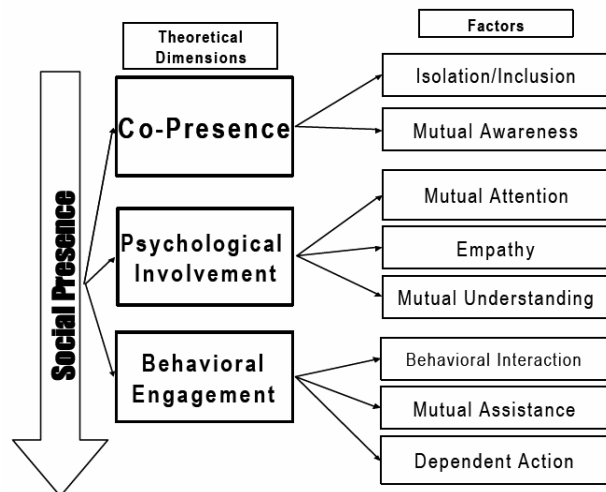 Theoretical
Dimensions
Factors
Social Presence
Co-Presence
Isolation/Inclusion
Mutual Awareness
Psychological
Involvement
Mutual Attention
Empathy
Mutual Understanding
Behavioral
Engagement
Behavioral Interaction
Mutual Assistance
Dependent Action